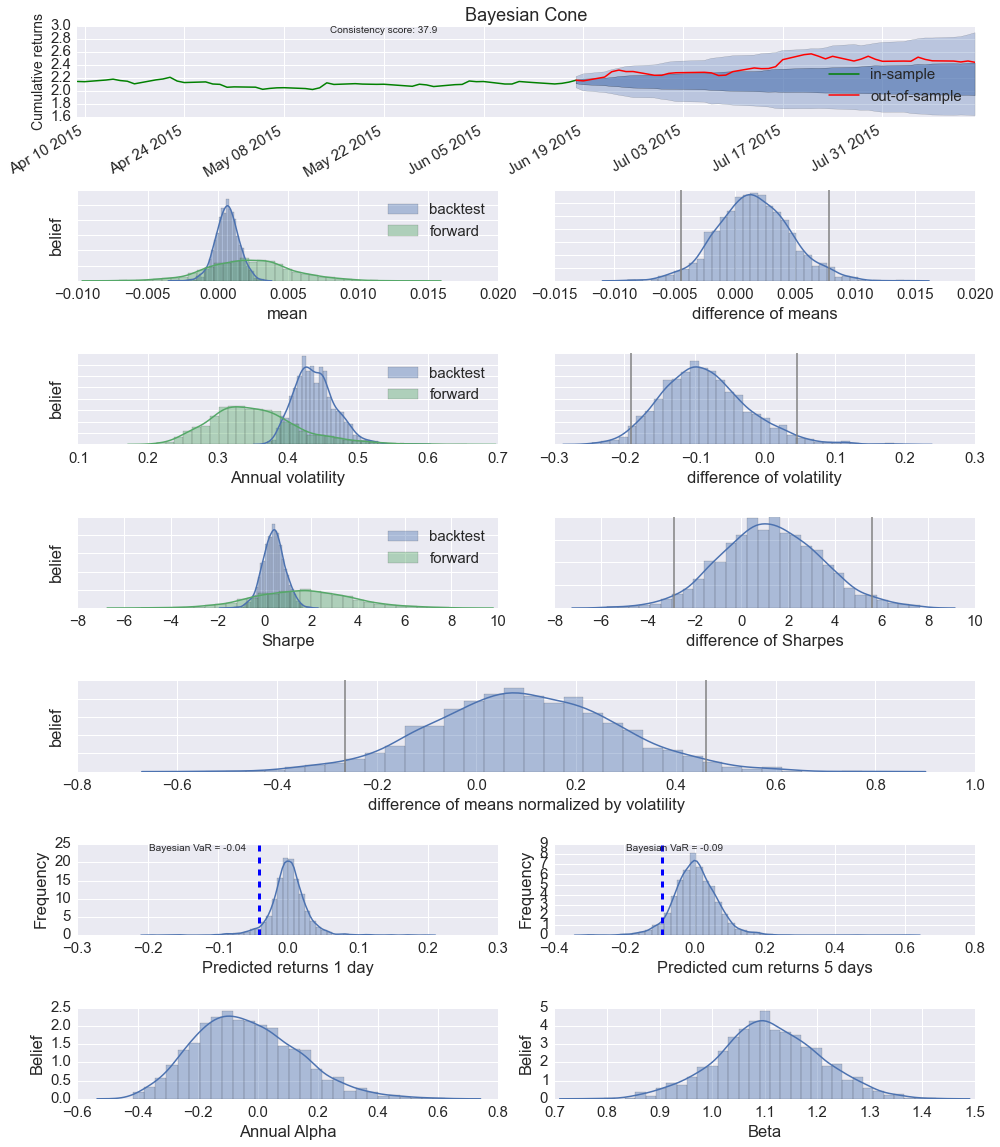 Bayesian Cone
Consistency score: 37.9
Cumulative returns
3.0
2.8
2.6
2.4
2.2
2.0
1.8
1.6
in-sample
out-of-sample
Apr 10 2015
Apr 24 2015
May 08 2015
May 22 2015
Jun 05 2015
Jun 19 2015
Jul 03 2015
Jul 17 2015
Jul 31 2015
belief
backtest
forward
−0.010 −0.005 0.000 0.005 0.010 0.015 0.020
mean
−0.015 −0.010 −0.005 0.000 0.005 0.010 0.015 0.020
difference of means
belief
backtest
forward
0.1 0.2 0.3 0.4 0.5 0.6 0.7
Annual volatility
−0.3 −0.2 −0.1 0.0 0.1 0.2 0.3
difference of volatility
belief
backtest
forward
−8 −6 −4 −2 0 2 4 6 8 10
Sharpe
−8 −6 −4 −2 0 2 4 6 8 10
difference of Sharpes
belief
−0.8 −0.6 −0.4 −0.2 0.0 0.2 0.4 0.6 0.8 1.0
difference of means normalized by volatility
Frequency
25
20
15
10
5
0
Bayesian VaR = -0.04
−0.3 −0.2 −0.1 0.0 0.1 0.2 0.3
Predicted returns 1 day
Frequency
9
8
7
6
5
4
3
2
1
0
Bayesian VaR = -0.09
−0.4 −0.2 0.0 0.2 0.4 0.6 0.8
Predicted cum returns 5 days
Belief
2.5
2.0
1.5
1.0
0.5
0.0
−0.6 −0.4 −0.2 0.0 0.2 0.4 0.6 0.8
Annual Alpha
Belief
5
4
3
2
1
0
0.7 0.8 0.9 1.0 1.1 1.2 1.3 1.4 1.5
Beta